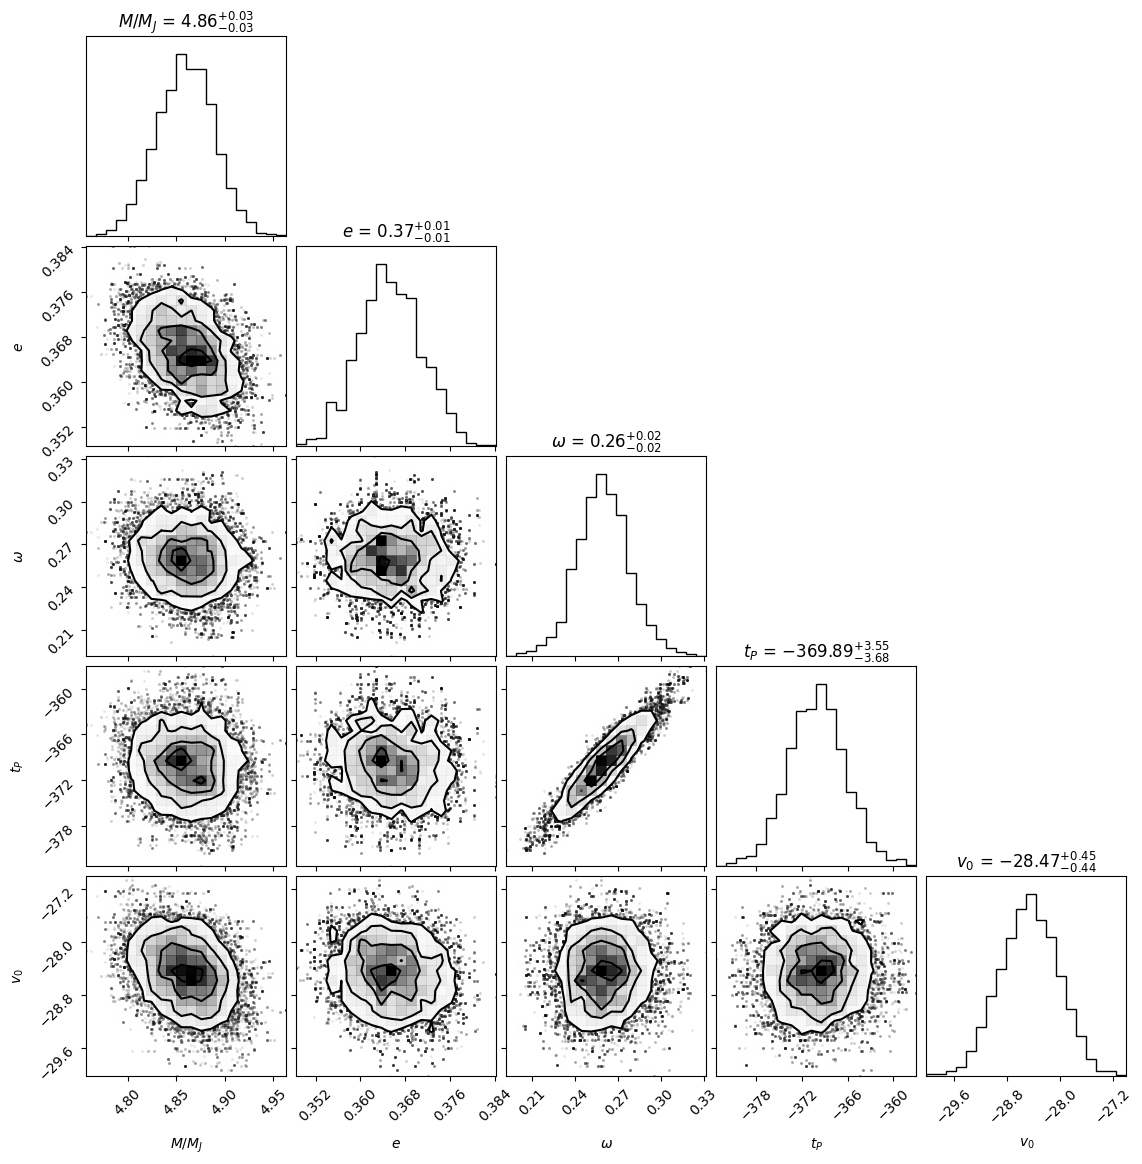 M/M_J = 4.86^{+0.03}_{-0.03}
e = 0.37^{+0.01}_{-0.01}
0.384
0.376
0.368
0.360
0.352
e
ω = 0.26^{+0.02}_{-0.02}
0.33
0.30
0.27
0.24
0.21
ω
t_P = −369.89^{+3.55}_{-3.68}
−360
−366
−372
−378
t_P
v_0 = −28.47^{+0.45}_{-0.44}
−27.2
−28.0
−28.8
−29.6
v_0
4.80 4.85 4.90 4.95 0.352 0.360 0.368 0.376 0.384 0.21 0.24 0.27 0.30 0.33 −378 −372 −366 −360 −29.6 −28.8 −28.0 −27.2
M/M_J e ω t_P v_0